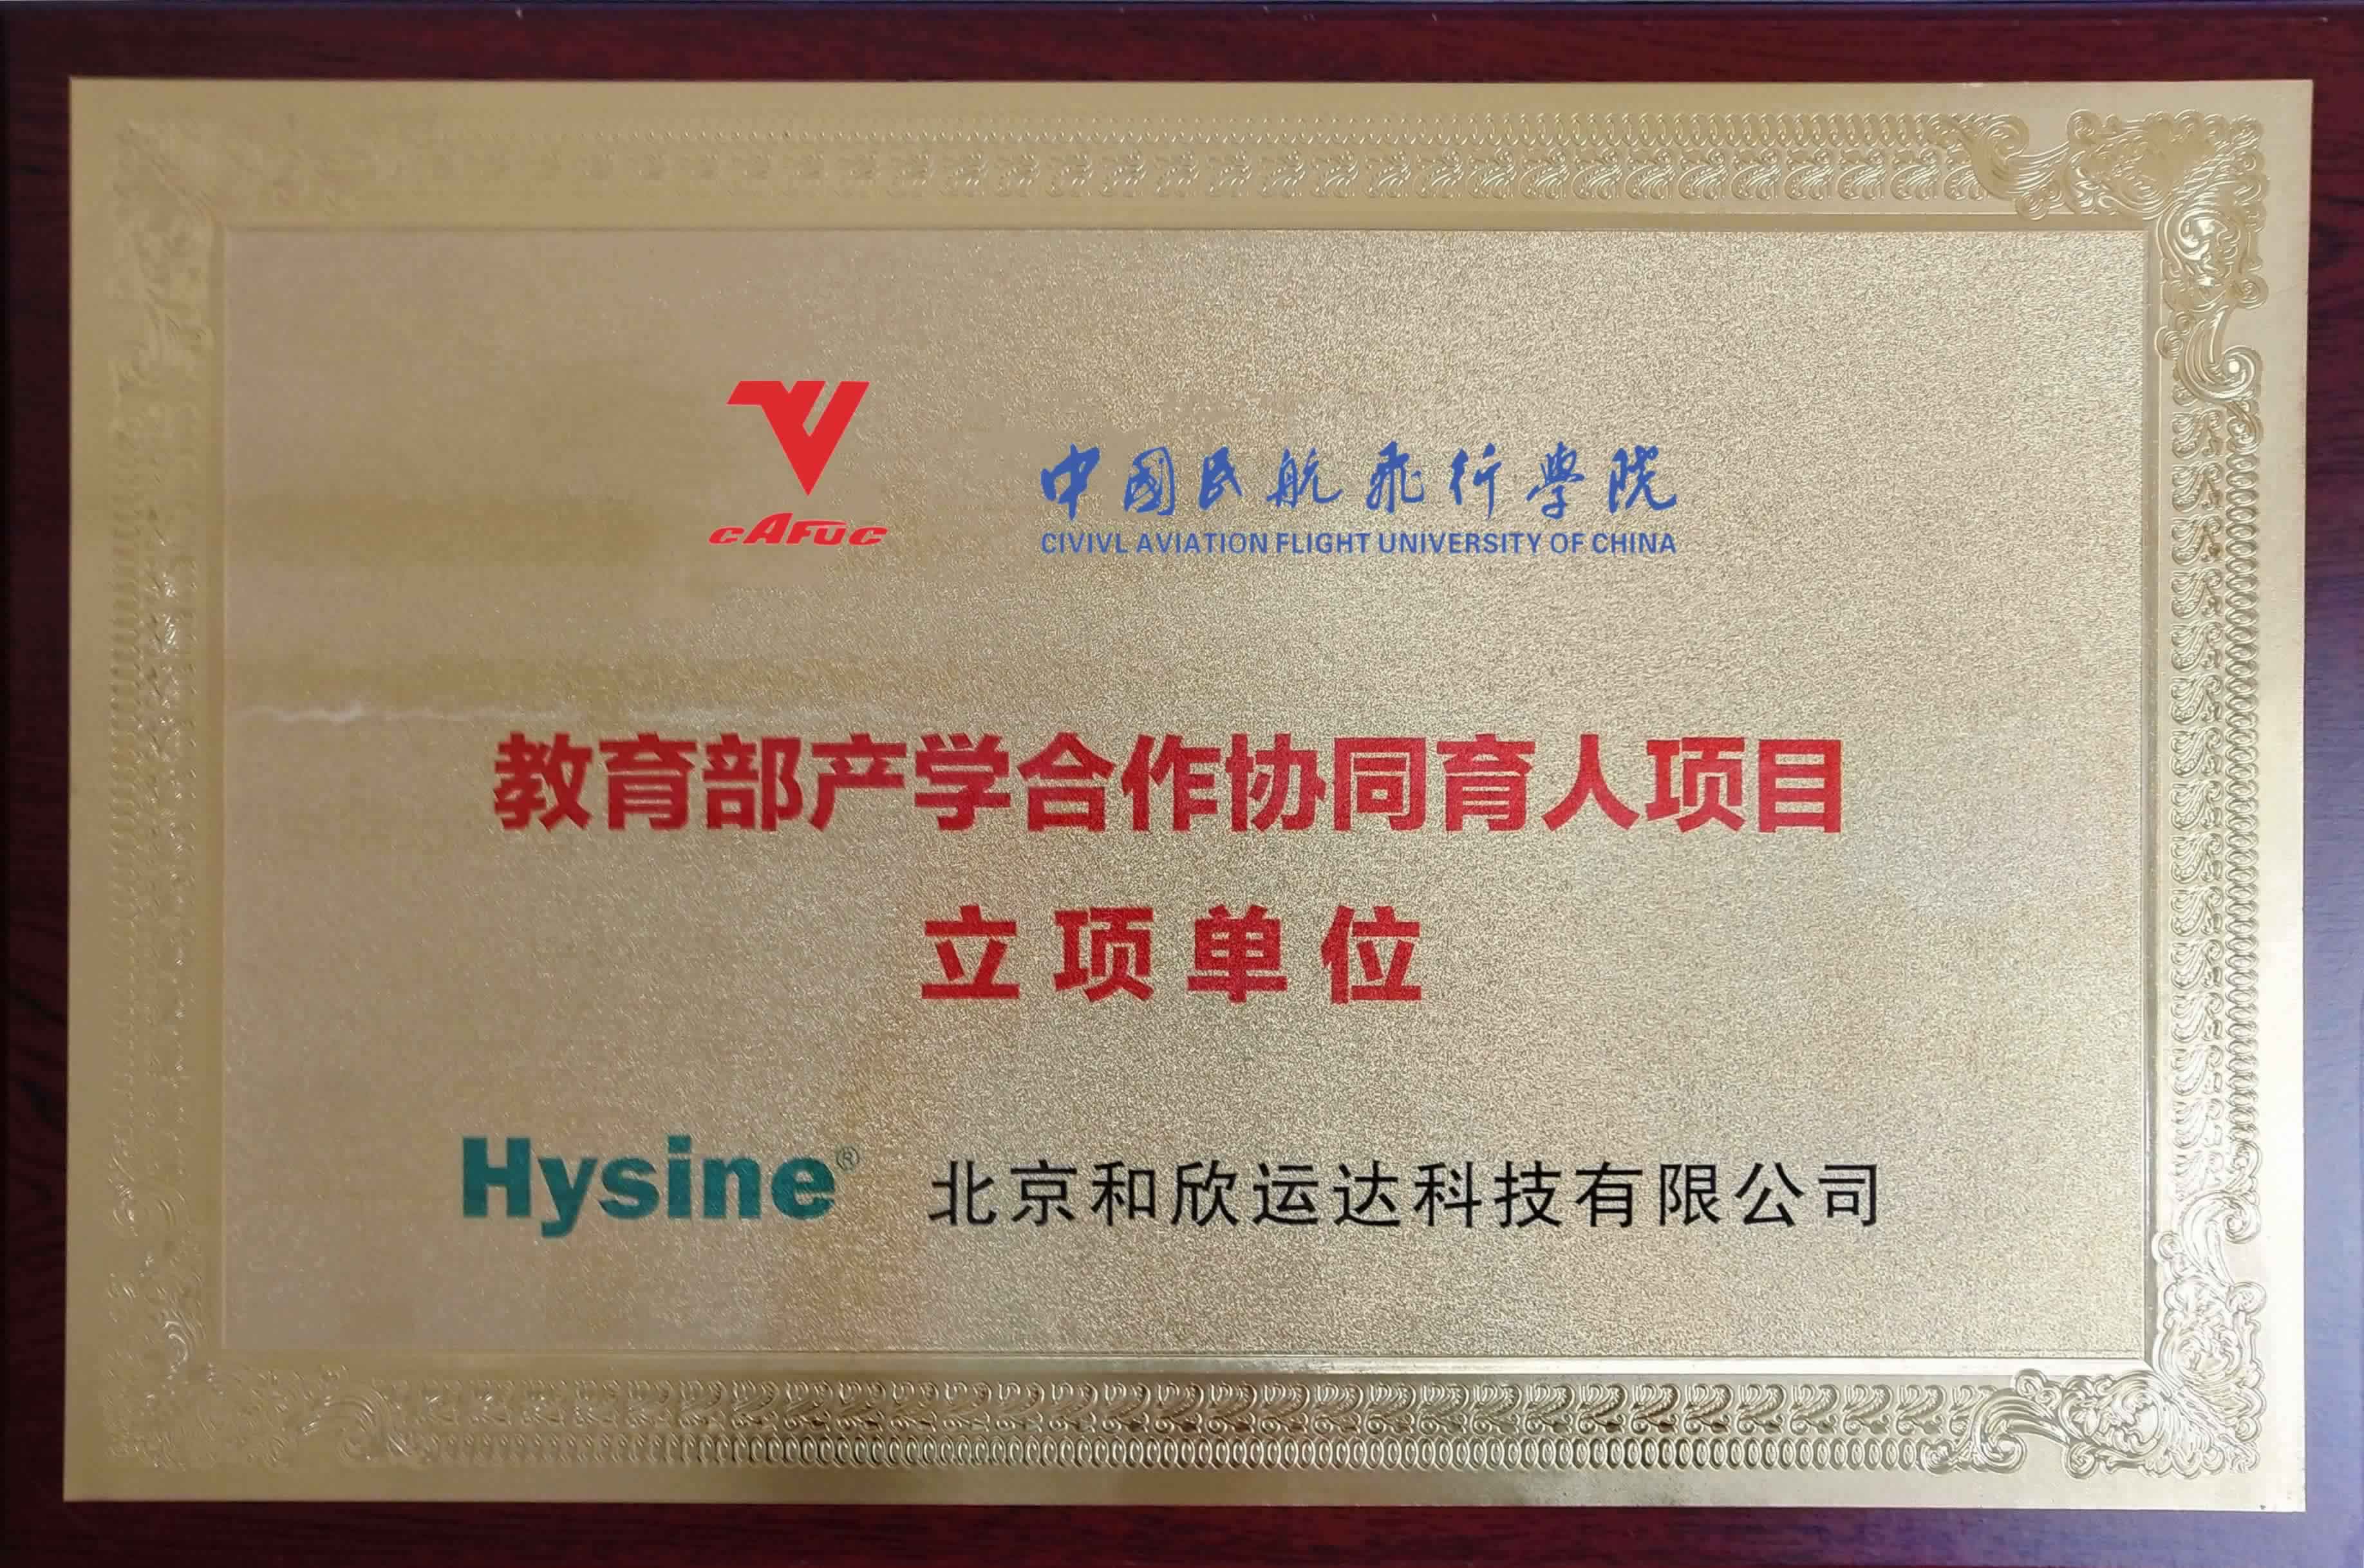 CAFUC
中國民航飛行學院
CIVIVL AVIATION FLIGHT UNIVERSITY OF CHINA
教育部产学合作协同育人项目
立项单位
Hysine® 北京和欣运达科技有限公司